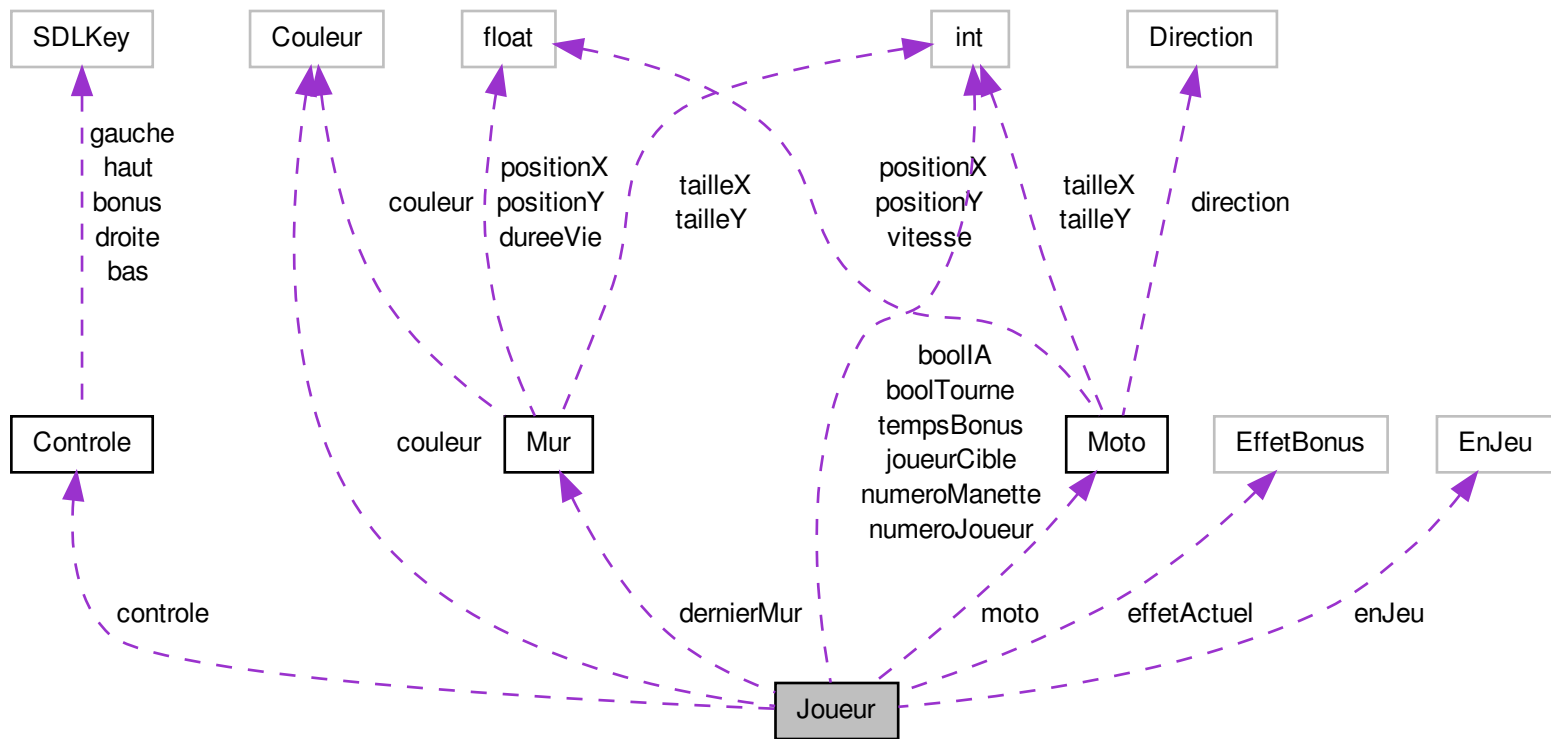 SDLKey
Couleur
float
int
Direction
gauche
haut
bonus
droite
bas
couleur
positionX
positionY
dureeVie
tailleX
tailleY
positionX
positionY
vitesse
tailleX
tailleY
direction
boolIA
boolTourne
tempsBonus
joueurCible
numeroManette
numeroJoueur
Controle
couleur
Mur
Moto
EffetBonus
EnJeu
controle
dernierMur
moto
effetActuel
enJeu
Joueur